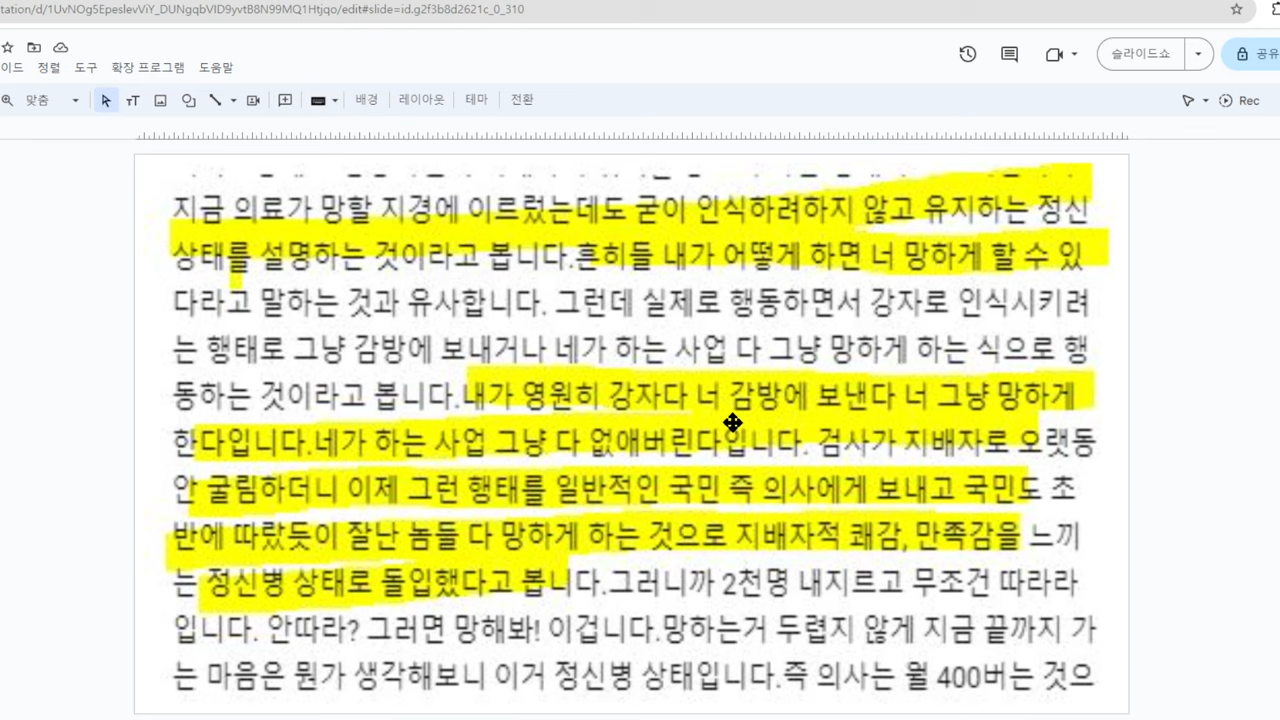 tation/d/1UvNOg5EpeslevViY_DUNgqbVID9yvtB8N99MQ1Htjqo/edit#slide=id.g2f3b8d2621c_0_310
이드 정렬 도구 확장 프로그램 도움말
슬라이드쇼
공유
맞춤
배경 레이아웃 테마 전환
Rec
지금 의료가 망할 지경에 이르렀는데도 굳이 인식하려하지 않고 유지하는 정신
상태를 설명하는 것이라고 봅니다.흔히들 내가 어떻게 하면 너 망하게 할 수 있
다라고 말하는 것과 유사합니다. 그런데 실제로 행동하면서 강자로 인식시키려
는 행태로 그냥 감방에 보내거나 네가 하는 사업 다 그냥 망하게 하는 식으로 행
동하는 것이라고 봅니다.내가 영원히 강자다 너 감방에 보낸다 너 그냥 망하게
한다입니다.네가 하는 사업 그냥 다 없애버린다입니다. 검사가 지배자로 오랫동
안 굴림하더니 이제 그런 행태를 일반적인 국민 즉 의사에게 보내고 국민도 초
반에 따랐듯이 잘난 놈들 다 망하게 하는 것으로 지배자적 쾌감, 만족감을 느끼
는 정신병 상태로 돌입했다고 봅니다.그러니까 2천명 내지르고 무조건 따라라
입니다. 안따라? 그러면 망해봐! 이겁니다.망하는거 두렵지 않게 지금 끝까지 가
는 마음은 뭔가 생각해보니 이거 정신병 상태입니다.즉 의사는 월 400버는 것으